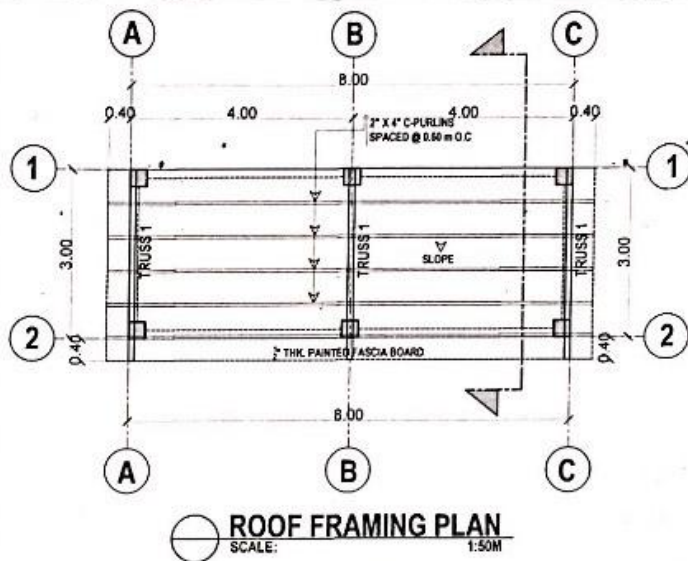 A
B
C
8.00
0.40
4.00
4.00
0.40
2" X 4" C-PURLINS
SPACED @ 0.60 m O.C
1
1
3.00
TRUSS 1
TRUSS 1
SLOPE
TRUSS 1
3.00
2
2
0.40
THK. PAINTED FASCIA BOARD
0.40
8.00
A
B
C
ROOF FRAMING PLAN
SCALE:
1:50M